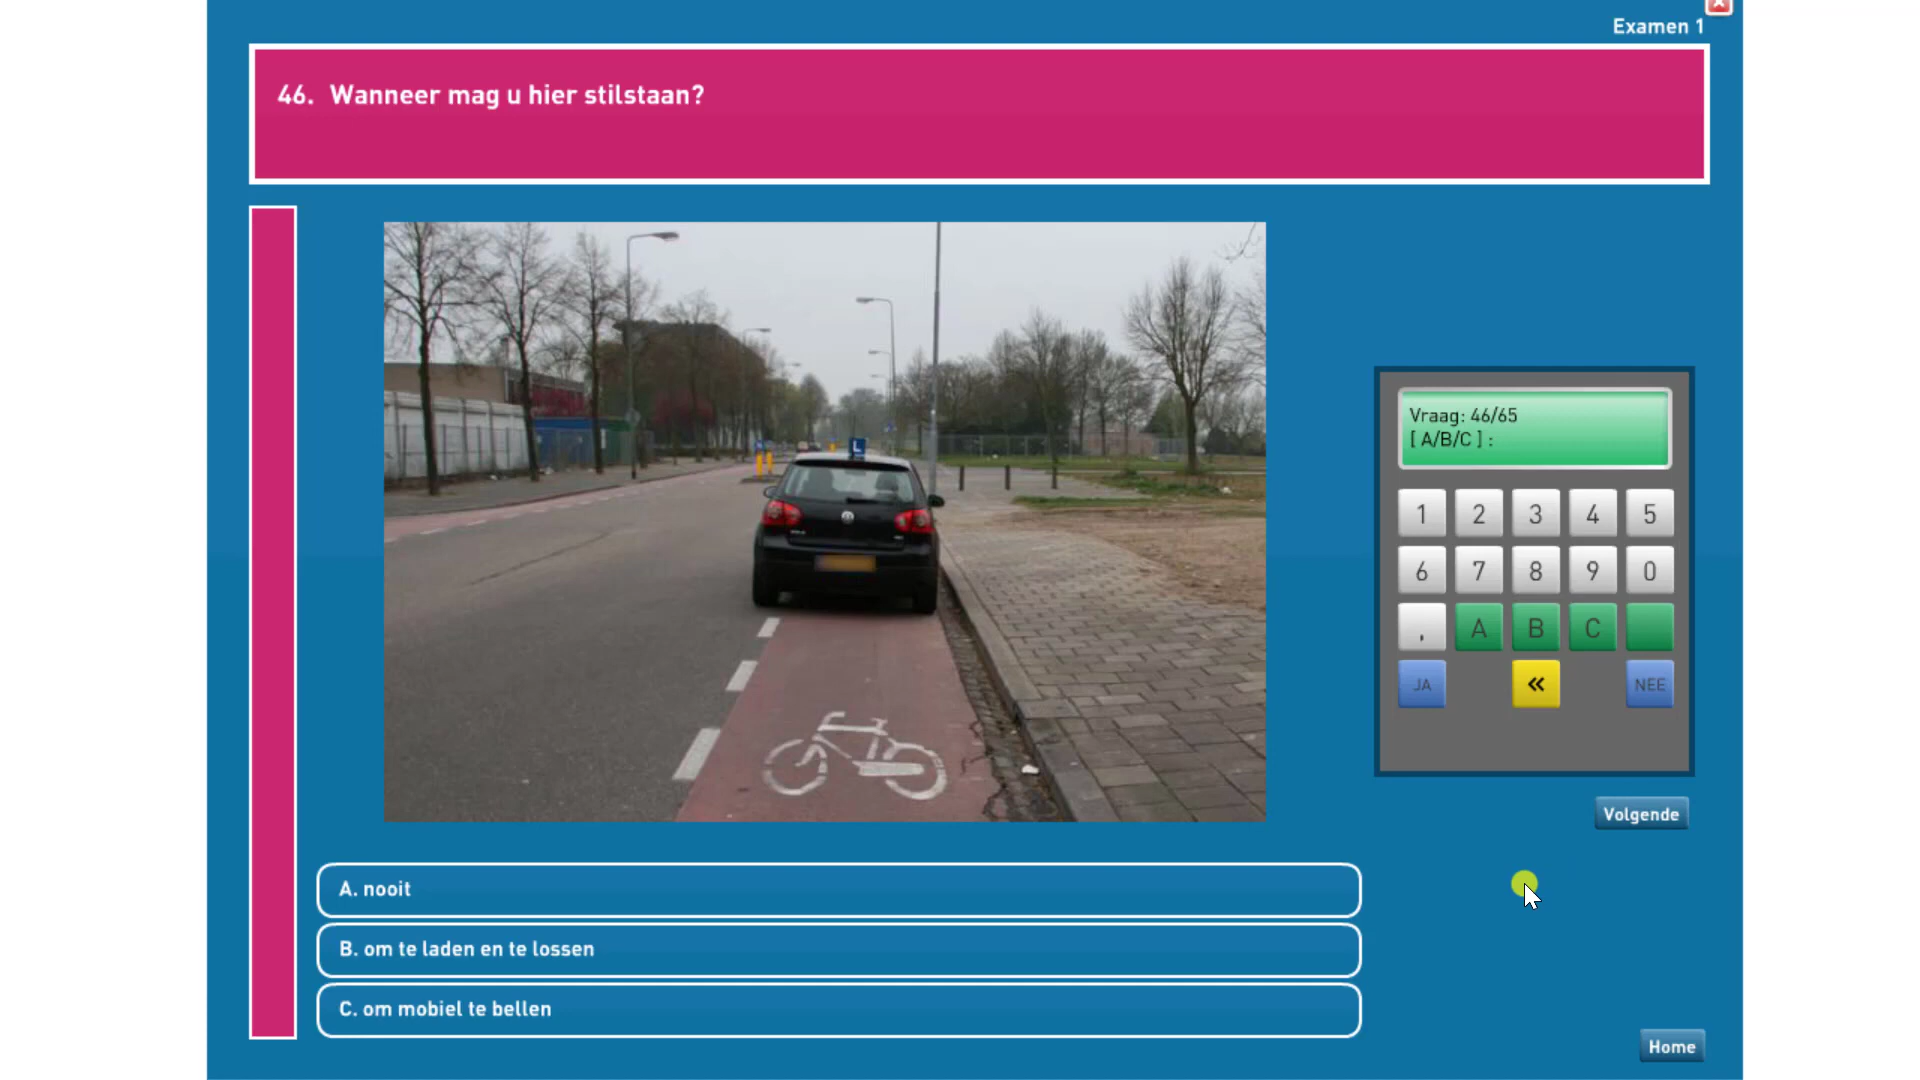 Examen 1
46. Wanneer mag u hier stilstaan?
L
Vraag: 46/65
[ A/B/C ] :
1 2 3 4 5
6 7 8 9 0
, A B C
JA « NEE
Volgende
A. nooit
B. om te laden en te lossen
C. om mobiel te bellen
Home